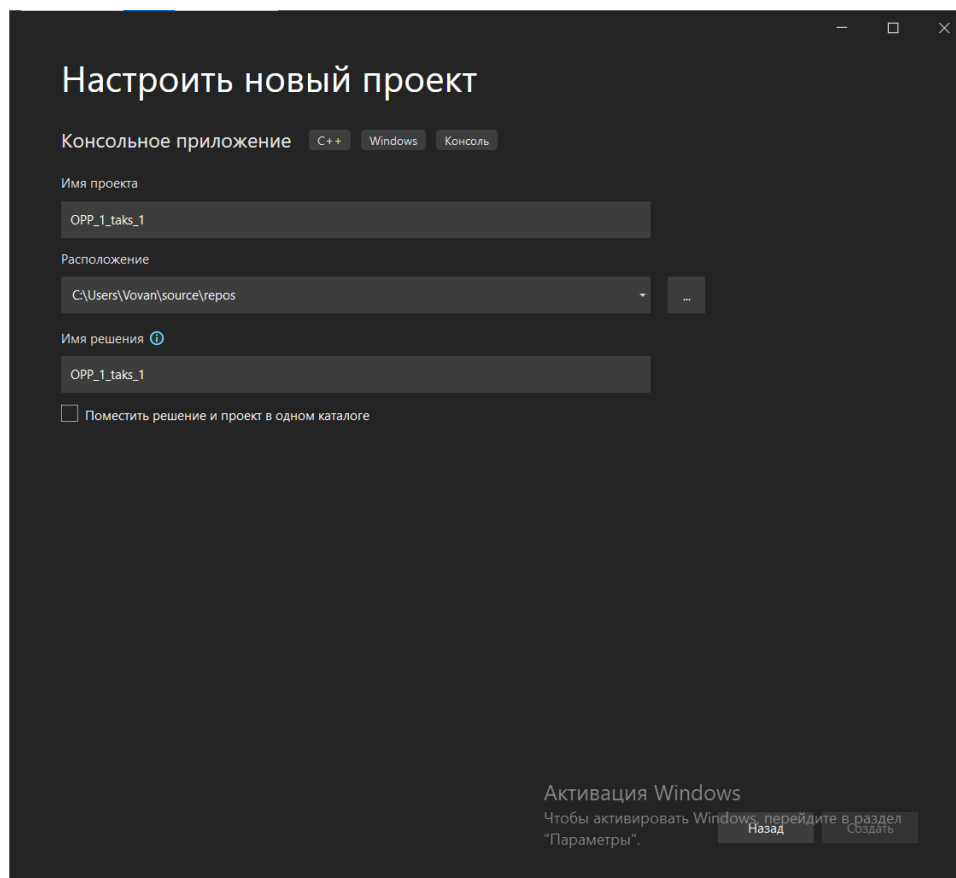 Настроить новый проект
Консольное приложение C++ Windows Консоль
Имя проекта
OPP_1_taks_1
Расположение
C:\Users\Vovan\source\repos
...
Имя решения
OPP_1_taks_1
Поместить решение и проект в одном каталоге
Активация Windows
Чтобы активировать Windows, перейдите в раздел
"Параметры".
Назад Создать